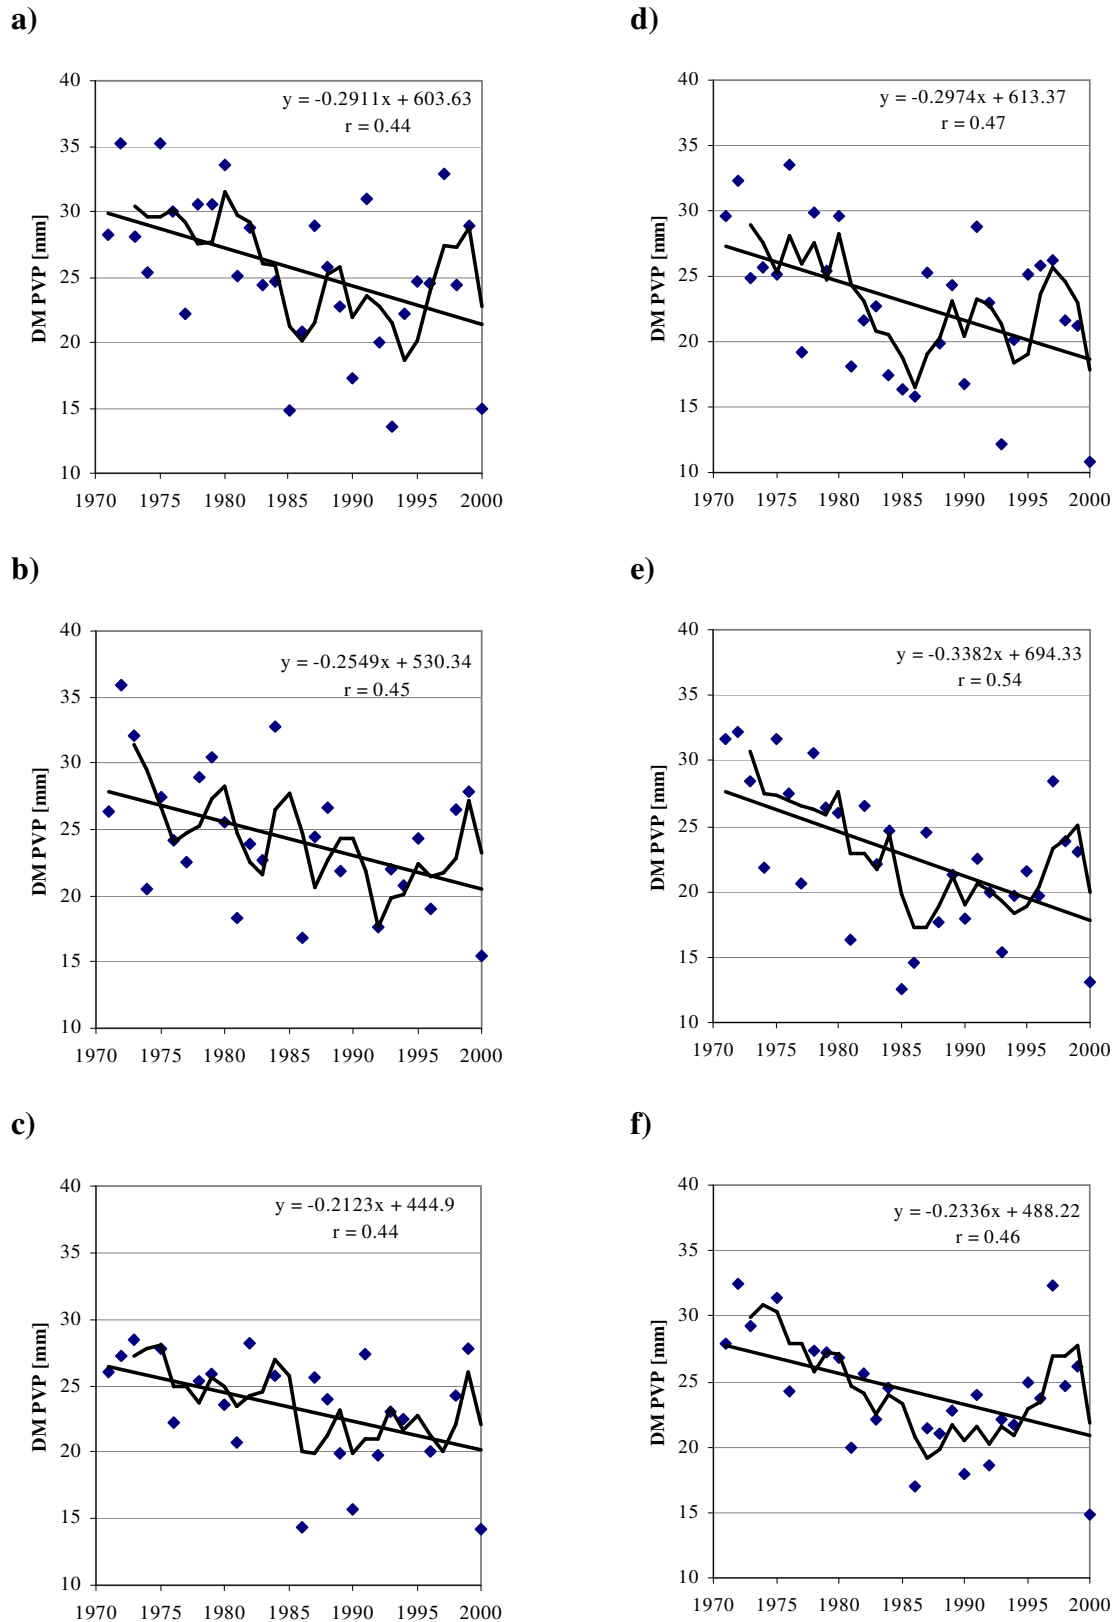 a)
DM PVP [mm]
y = -0.2911x + 603.63
r = 0.44
40
35
30
25
20
15
10
1970 1975 1980 1985 1990 1995 2000
d)
DM PVP [mm]
y = -0.2974x + 613.37
r = 0.47
40
35
30
25
20
15
10
1970 1975 1980 1985 1990 1995 2000
b)
DM PVP [mm]
y = -0.2549x + 530.34
r = 0.45
40
35
30
25
20
15
10
1970 1975 1980 1985 1990 1995 2000
e)
DM PVP [mm]
y = -0.3382x + 694.33
r = 0.54
40
35
30
25
20
15
10
1970 1975 1980 1985 1990 1995 2000
c)
DM PVP [mm]
y = -0.2123x + 444.9
r = 0.44
40
35
30
25
20
15
10
1970 1975 1980 1985 1990 1995 2000
f)
DM PVP [mm]
y = -0.2336x + 488.22
r = 0.46
40
35
30
25
20
15
10
1970 1975 1980 1985 1990 1995 2000